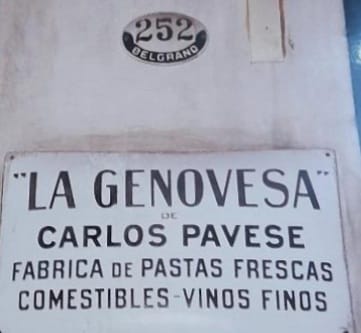 252
BELGRANO
"LA GENOVESA"
DE
CARLOS PAVESE
FABRICA DE PASTAS FRESCAS
COMESTIBLES-VINOS FINOS